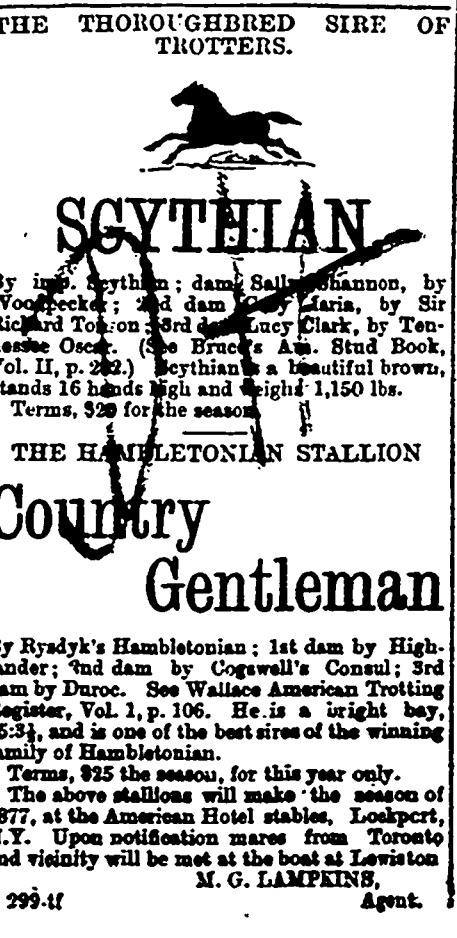 THE THOROUGHBRED SIRE OF
TROTTERS.
SCYTHIAN
By imp. Scythian; dam Sally Shannon, by
Woodpecker; 2nd dam Maria, by Sir
Richard Tonson; 3rd dam Lucy Clark, by Ten-
nessee Oscar. (See Bruce's Am. Stud Book,
Vol. II, p. .) Scythian is a beautiful brown,
stands 16 hands high and weighs 1,150 lbs.
Terms, $20 for the season.
THE HAMBLETONIAN STALLION
Country
Gentleman
By Rysdyk's Hambletonian; 1st dam by High-
lander; 2nd dam by Cogswell's Consul; 3rd
dam by Duroc. See Wallace American Trotting
Register, Vol. 1, p. 106. He is a bright bay,
15:3½, and is one of the best sires of the winning
family of Hambletonian.
Terms, $25 the season, for this year only.
The above stallions will make the season of
1877, at the American Hotel stables, Lockport,
N.Y. Upon notification mares from Toronto
and vicinity will be met at the boat at Lewiston
M. G. LAMPKINS,
299-tf Agent.